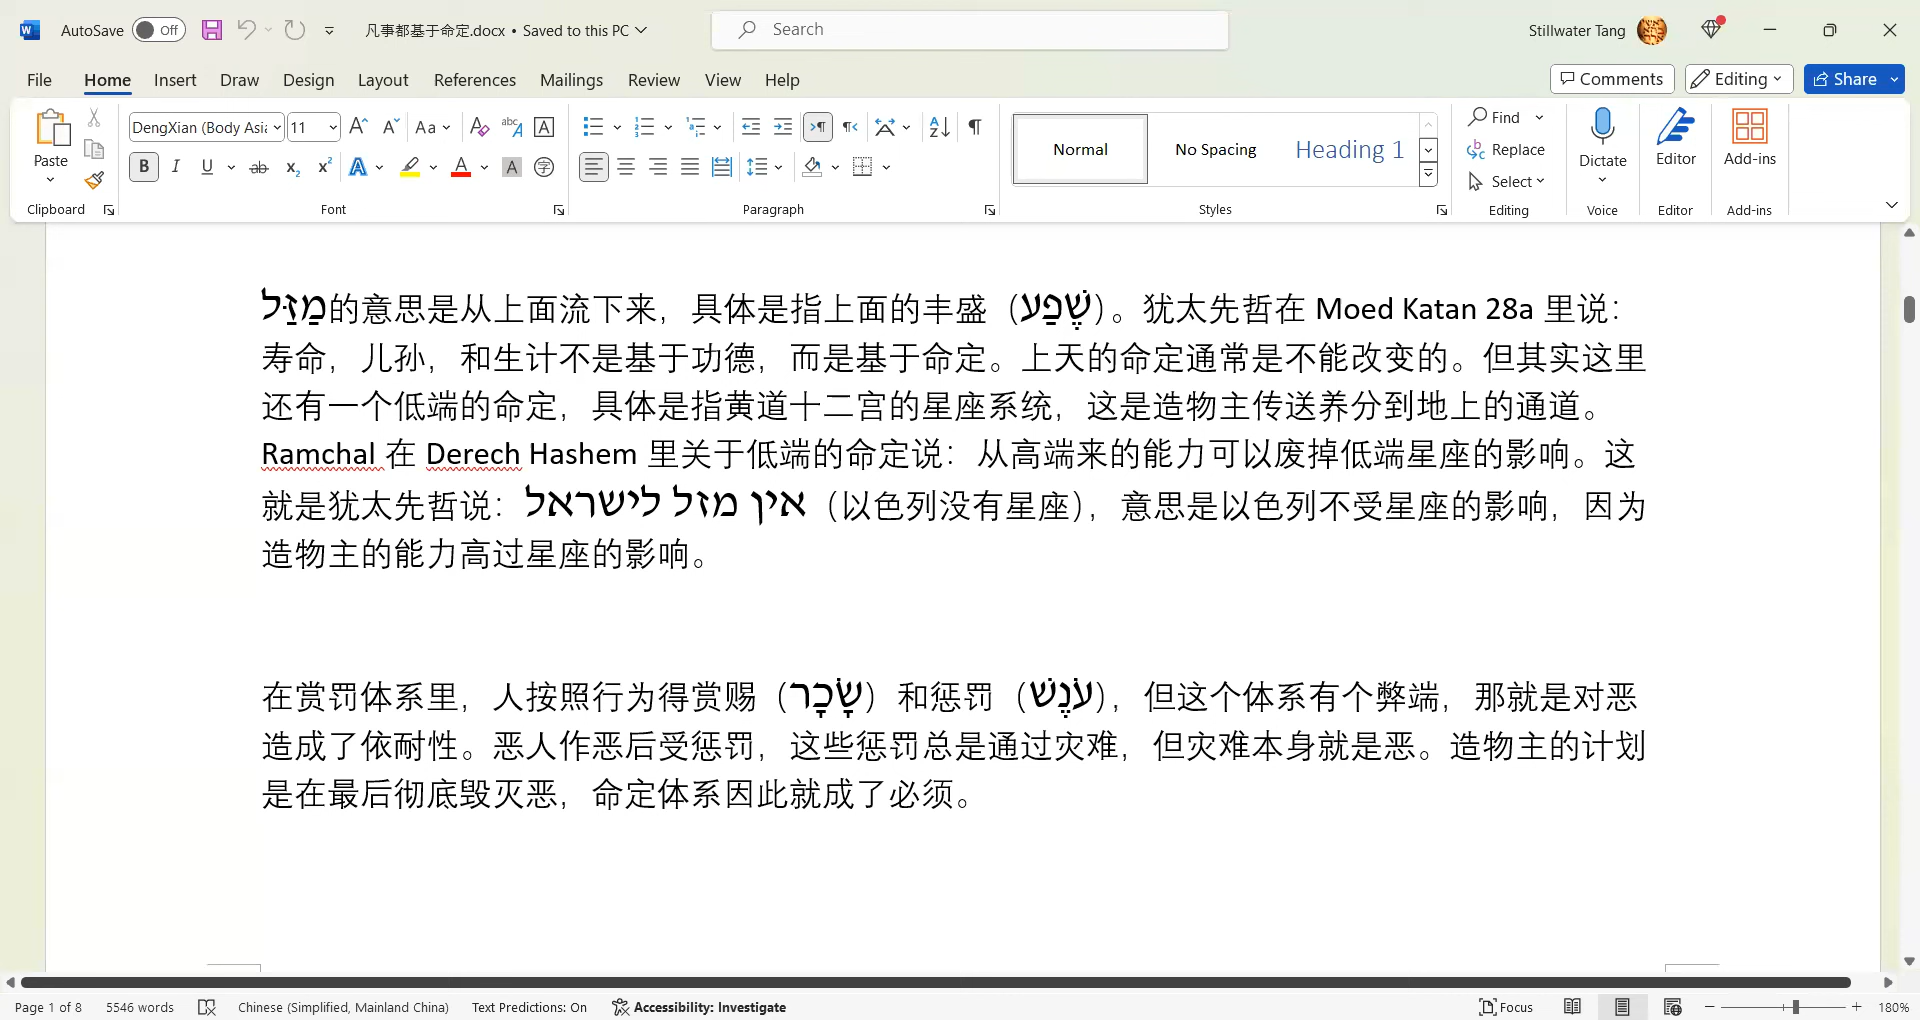 AutoSave Off 凡事都基于命定.docx • Saved to this PC Search Stillwater Tang
File Home Insert Draw Design Layout References Mailings Review View Help Comments Editing Share
Paste DengXian (Body Asia 11 Aa Normal No Spacing Heading 1 Find Replace Select Dictate Editor Add-ins
Clipboard Font Paragraph Styles Editing Voice Editor Add-ins
מַזַּל的意思是从上面流下来，具体是指上面的丰盛（שֶׁפַע）。犹太先哲在 Moed Katan 28a 里说：
寿命，儿孙，和生计不是基于功德，而是基于命定。上天的命定通常是不能改变的。但其实这里
还有一个低端的命定，具体是指黄道十二宫的星座系统，这是造物主传送养分到地上的通道。
Ramchal 在 Derech Hashem 里关于低端的命定说：从高端来的能力可以废掉低端星座的影响。这
就是犹太先哲说：אין מזל לישראל（以色列没有星座），意思是以色列不受星座的影响，因为
造物主的能力高过星座的影响。
在赏罚体系里，人按照行为得赏赐（שָׂכָר）和惩罚（עֹנֶשׁ），但这个体系有个弊端，那就是对恶
造成了依耐性。恶人作恶后受惩罚，这些惩罚总是通过灾难，但灾难本身就是恶。造物主的计划
是在最后彻底毁灭恶，命定体系因此就成了必须。
Page 1 of 8 5546 words Chinese (Simplified, Mainland China) Text Predictions: On Accessibility: Investigate Focus 180%